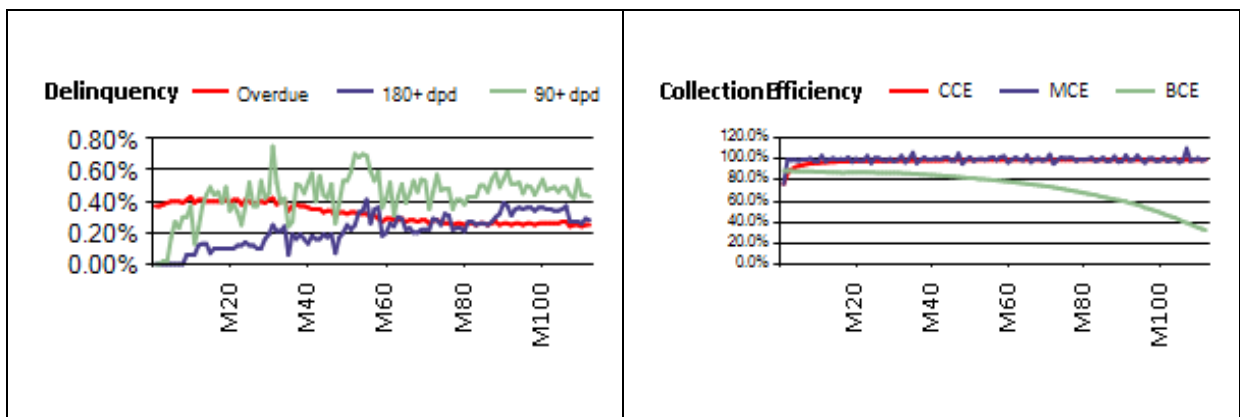 Delinquency Overdue 180+ dpd 90+ dpd
0.80%
0.60%
0.40%
0.20%
0.00%
M20
M40
M60
M80
M100
Collection Efficiency CCE MCE BCE
120.0%
100.0%
80.0%
60.0%
40.0%
20.0%
0.0%
M20
M40
M60
M80
M100